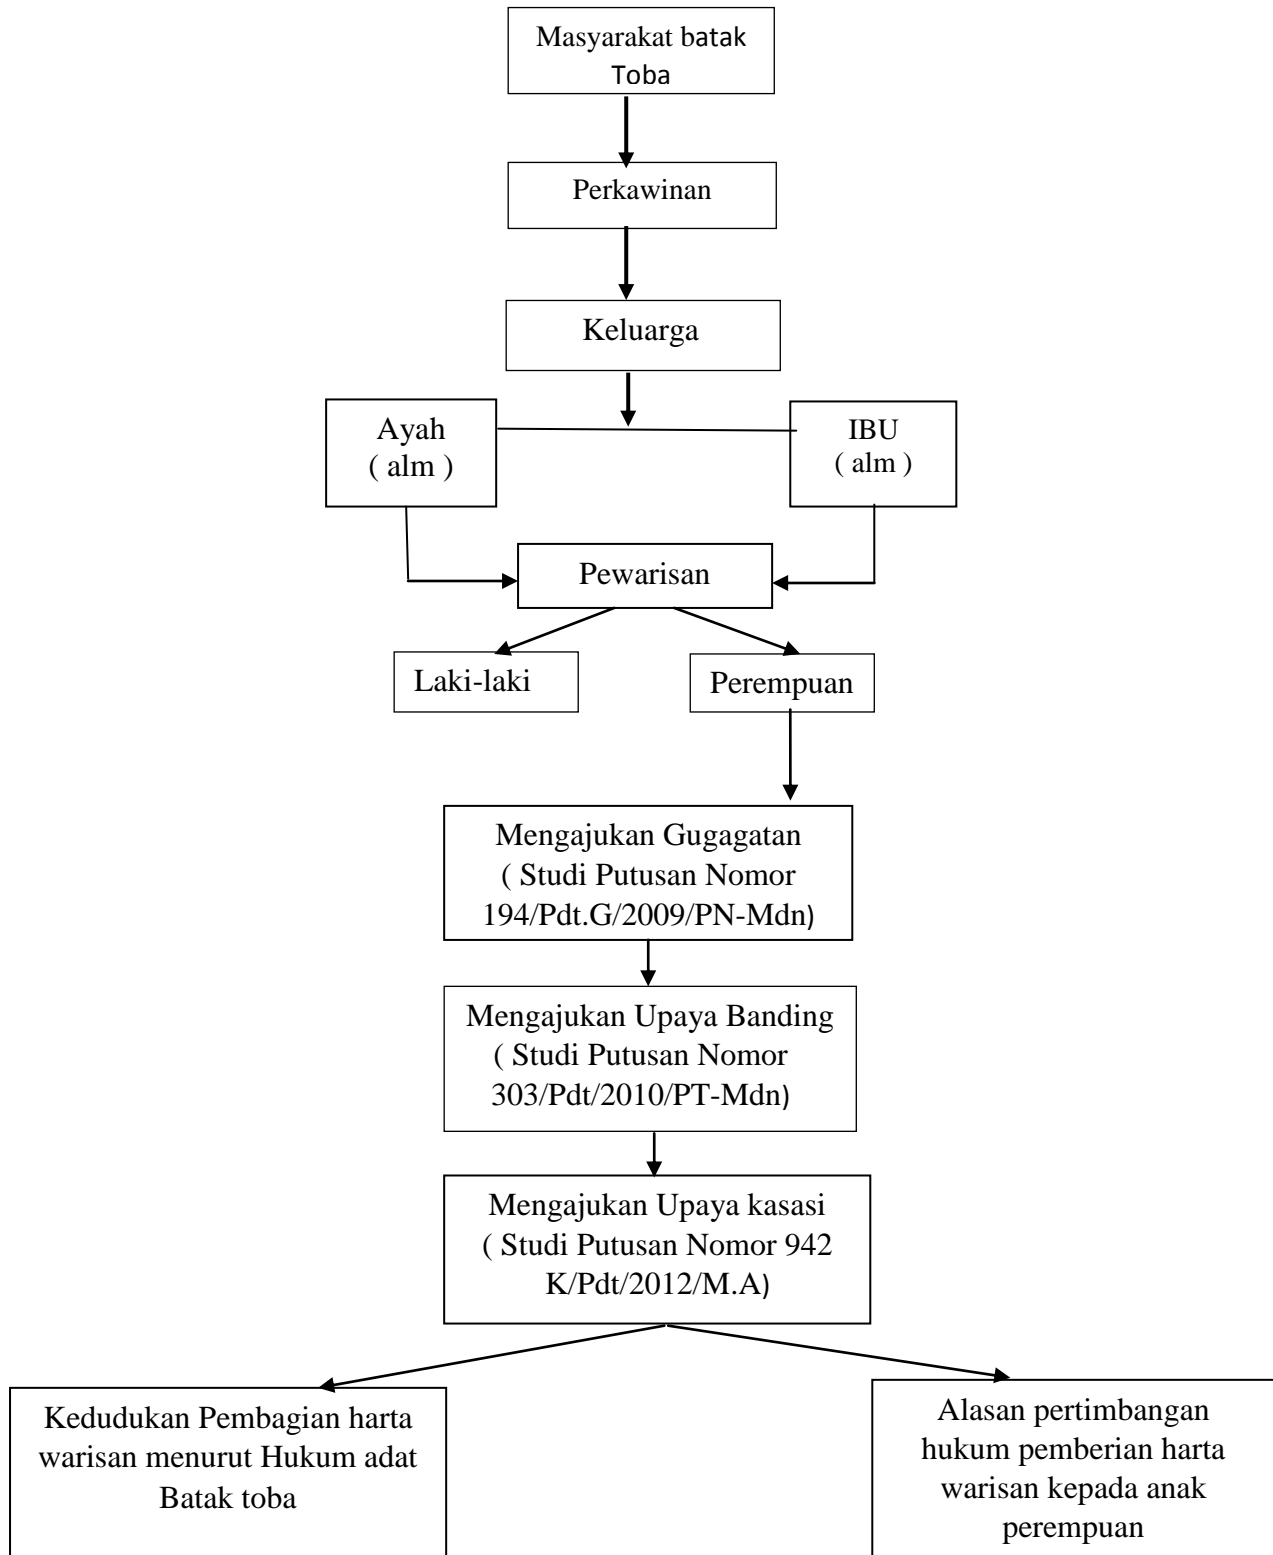 Masyarakat batak
Toba
Perkawinan
Keluarga
Ayah
( alm )
IBU
( alm )
Pewarisan
Laki-laki
Perempuan
Mengajukan Gugagatan
( Studi Putusan Nomor
194/Pdt.G/2009/PN-Mdn)
Mengajukan Upaya Banding
( Studi Putusan Nomor
303/Pdt/2010/PT-Mdn)
Mengajukan Upaya kasasi
( Studi Putusan Nomor 942
K/Pdt/2012/M.A)
Kedudukan Pembagian harta
warisan menurut Hukum adat
Batak toba
Alasan pertimbangan
hukum pemberian harta
warisan kepada anak
perempuan